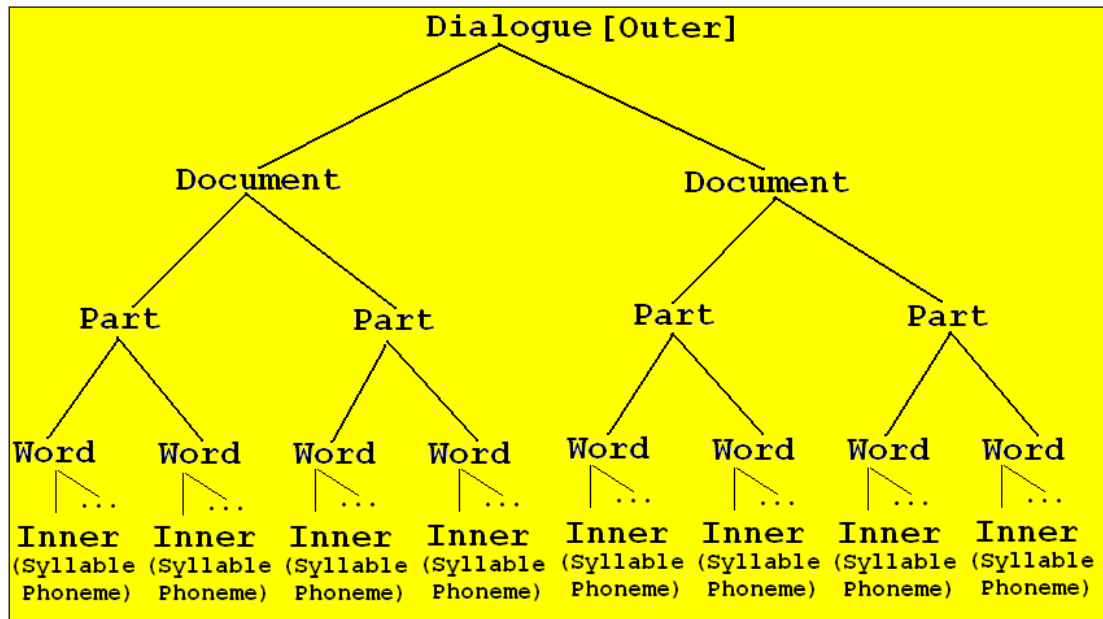 Dialogue [Outer]
Document Document
Part Part Part Part
Word Word Word Word Word Word Word Word
... ... ... ... ... ... ... ...
Inner Inner Inner Inner Inner Inner Inner Inner
(Syllable (Syllable (Syllable (Syllable (Syllable (Syllable (Syllable (Syllable
Phoneme) Phoneme) Phoneme) Phoneme) Phoneme) Phoneme) Phoneme) Phoneme)